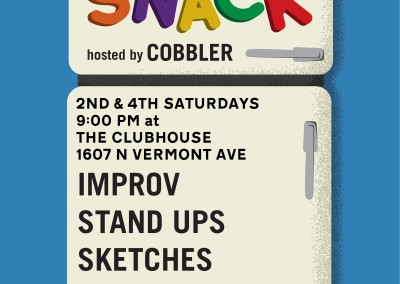 SNACK
hosted by COBBLER
2ND & 4TH SATURDAYS
9:00 PM at
THE CLUBHOUSE
1607 N VERMONT AVE
IMPROV
STAND UPS
SKETCHES